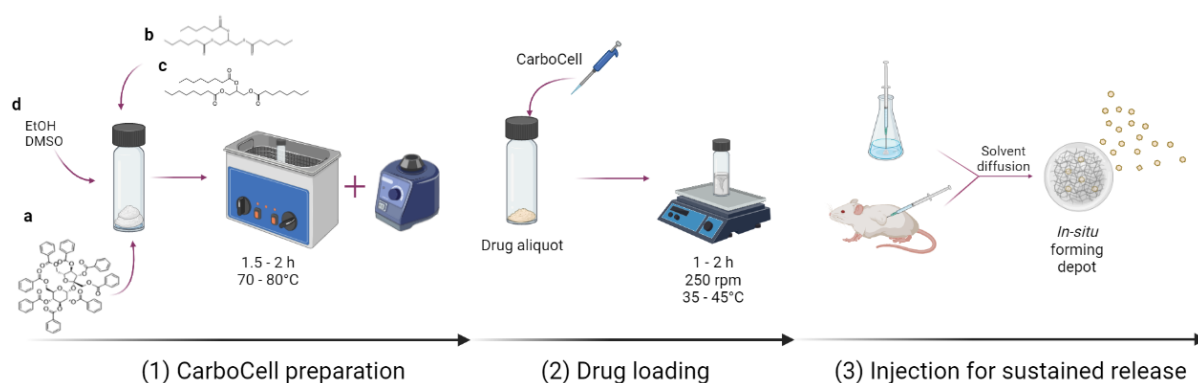 b
c
d
EtOH
DMSO
a
1.5 - 2 h
70 - 80°C
CarboCell
Drug aliquot
1 - 2 h
250 rpm
35 - 45°C
Solvent
diffusion
In-situ
forming
depot
(1) CarboCell preparation
(2) Drug loading
(3) Injection for sustained release